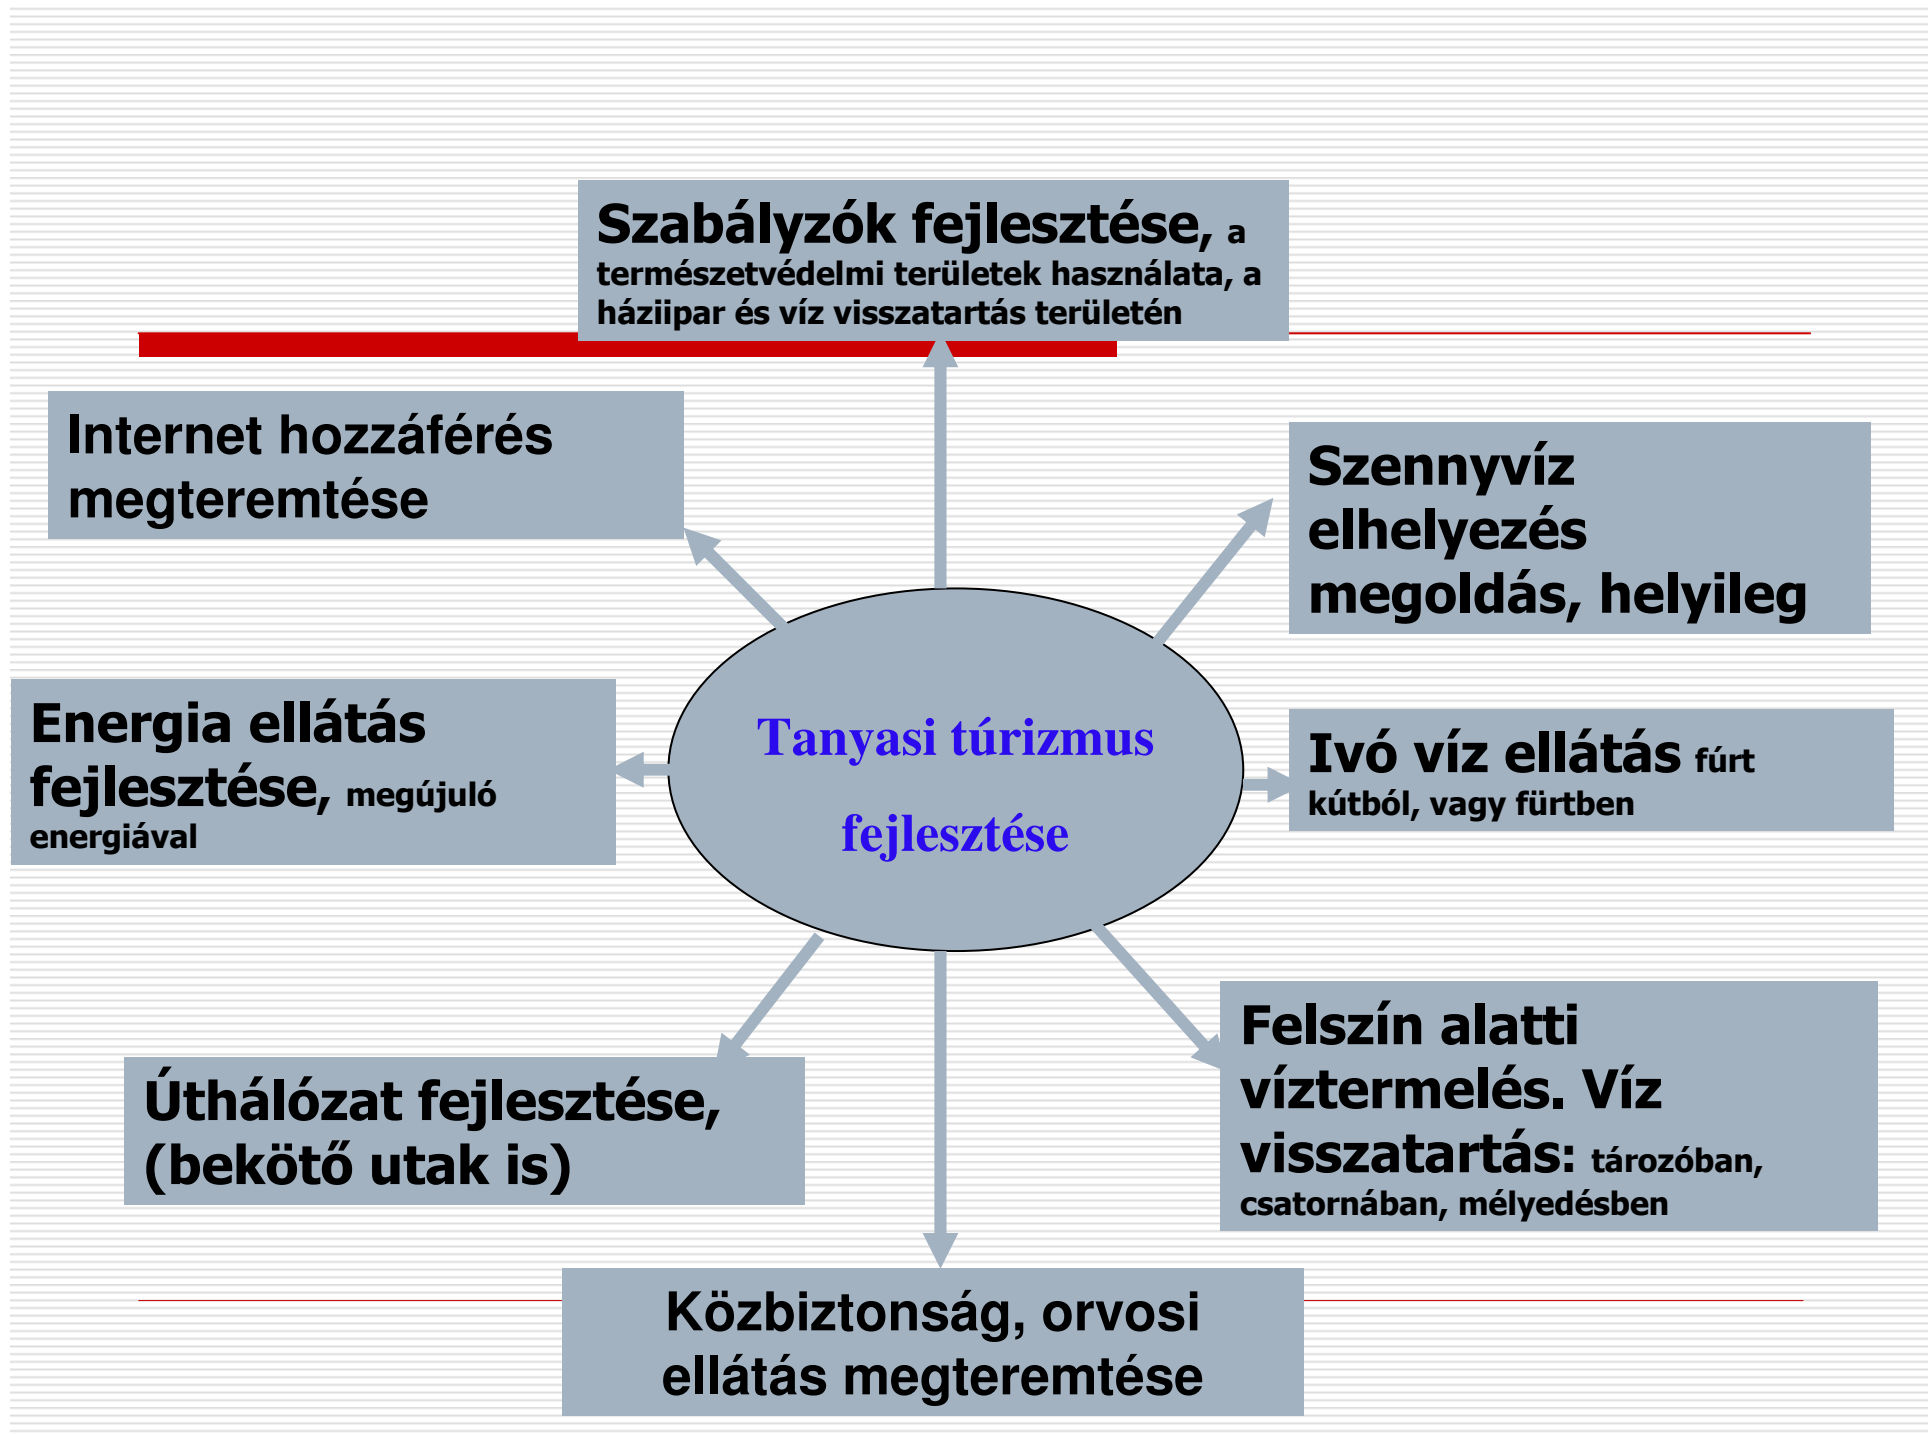 Szabályzók fejlesztése, a
természetvédelmi területek használata, a
háziipar és víz visszatartás területén
Internet hozzáférés
megteremtése
Szennyvíz
elhelyezés
megoldás, helyileg
Energia ellátás
fejlesztése, megújuló
energiával
Tanyasi túrizmus
fejlesztése
Ivó víz ellátás fúrt
kútból, vagy fürtben
Úthálózat fejlesztése,
(bekötő utak is)
Felszín alatti
víztermelés. Víz
visszatartás: tározóban,
csatornában, mélyedésben
Közbiztonság, orvosi
ellátás megteremtése